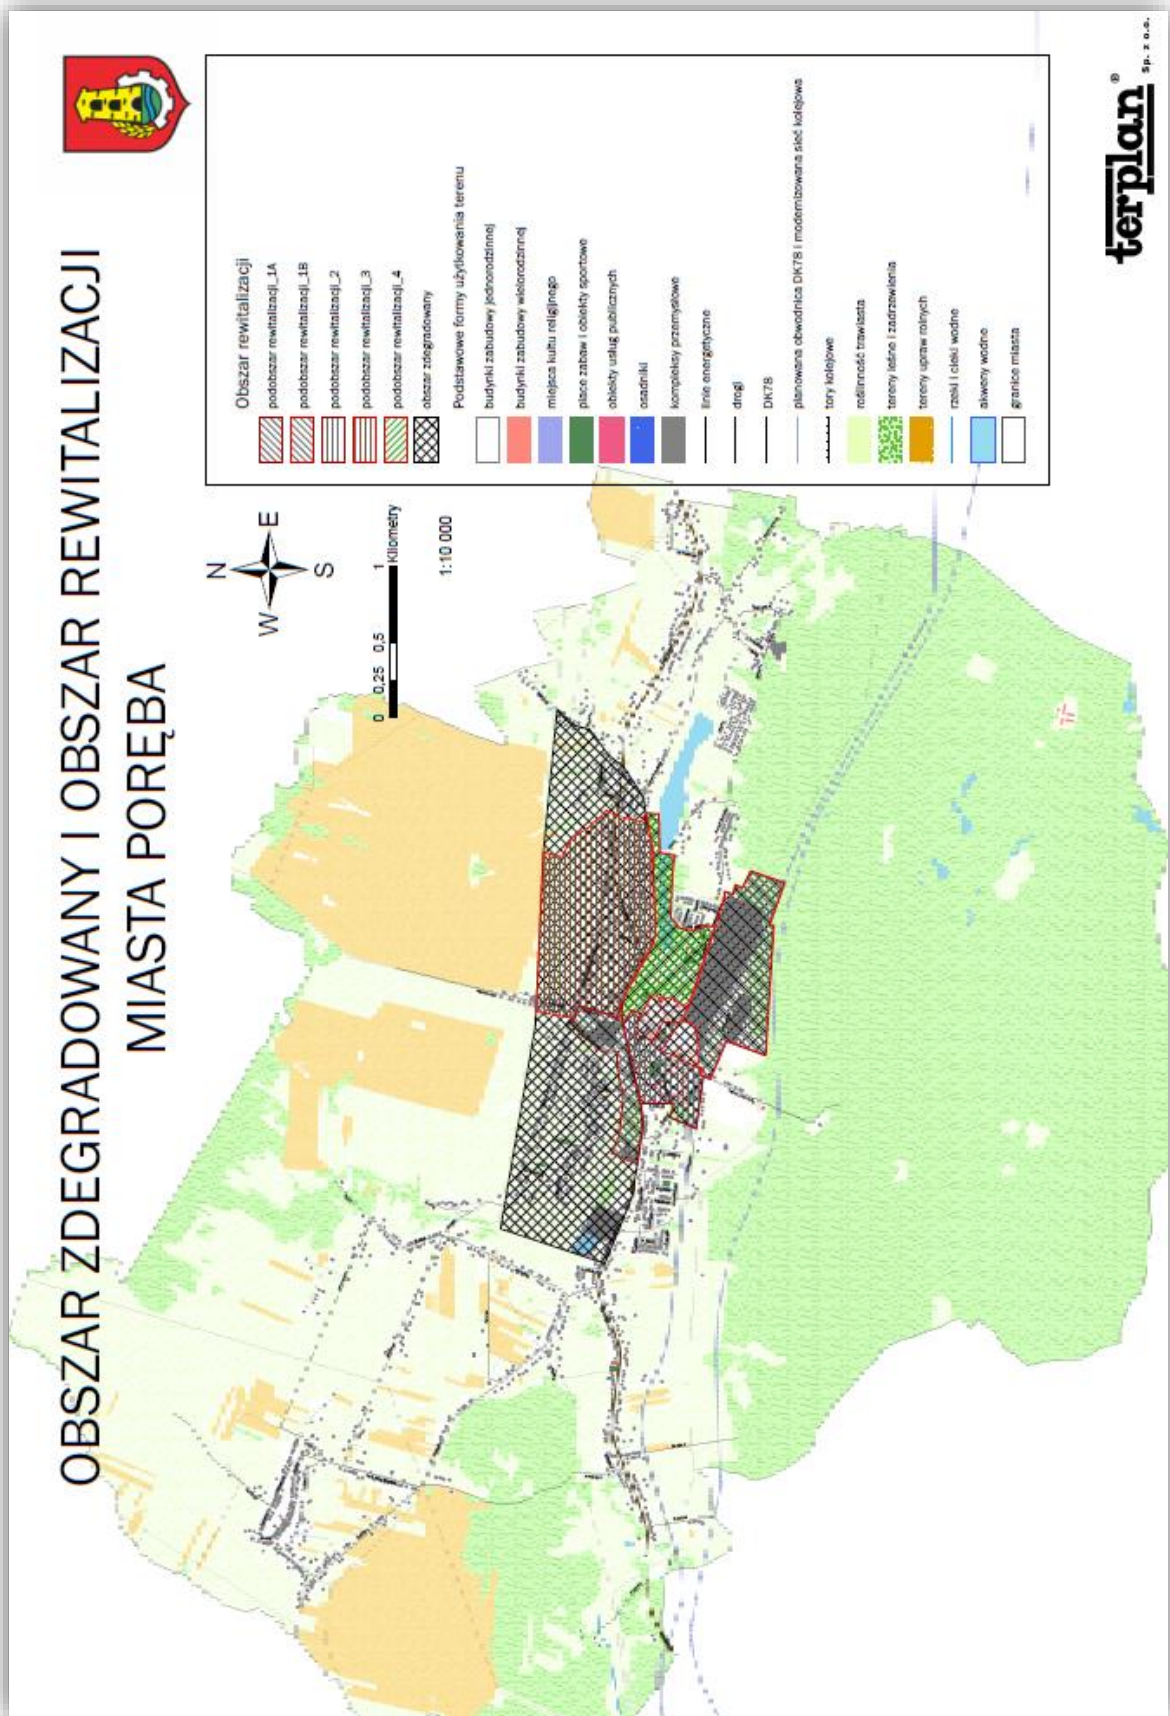 OBSZAR ZDEGRADOWANY I OBSZAR REWITALIZACJI
MIASTA PORĘBA
N
W E
S
0 0,25 0,5 1
Kilometry
1:10 000
Obszar rewitalizacji
podobszar rewitalizacji_1A
podobszar rewitalizacji_1B
podobszar rewitalizacji_2
podobszar rewitalizacji_3
podobszar rewitalizacji_4
obszar zdegradowany
Podstawowe formy użytkowania terenu
budynki zabudowy jednorodzinnej
budynki zabudowy wielorodzinnej
miejsca kultu religijnego
place zabaw i obiekty sportowe
obiekty usług publicznych
osadniki
kompleksy przemysłowe
linie energetyczne
drogi
DK78
planowana obwodnica DK78 i modernizowana sieć kolejowa
tory kolejowe
roślinność trawiasta
tereny leśne i zadrzewienia
tereny upraw rolnych
rzeki i cieki wodne
akweny wodne
granice miasta
terplan®
Sp. z o.o.